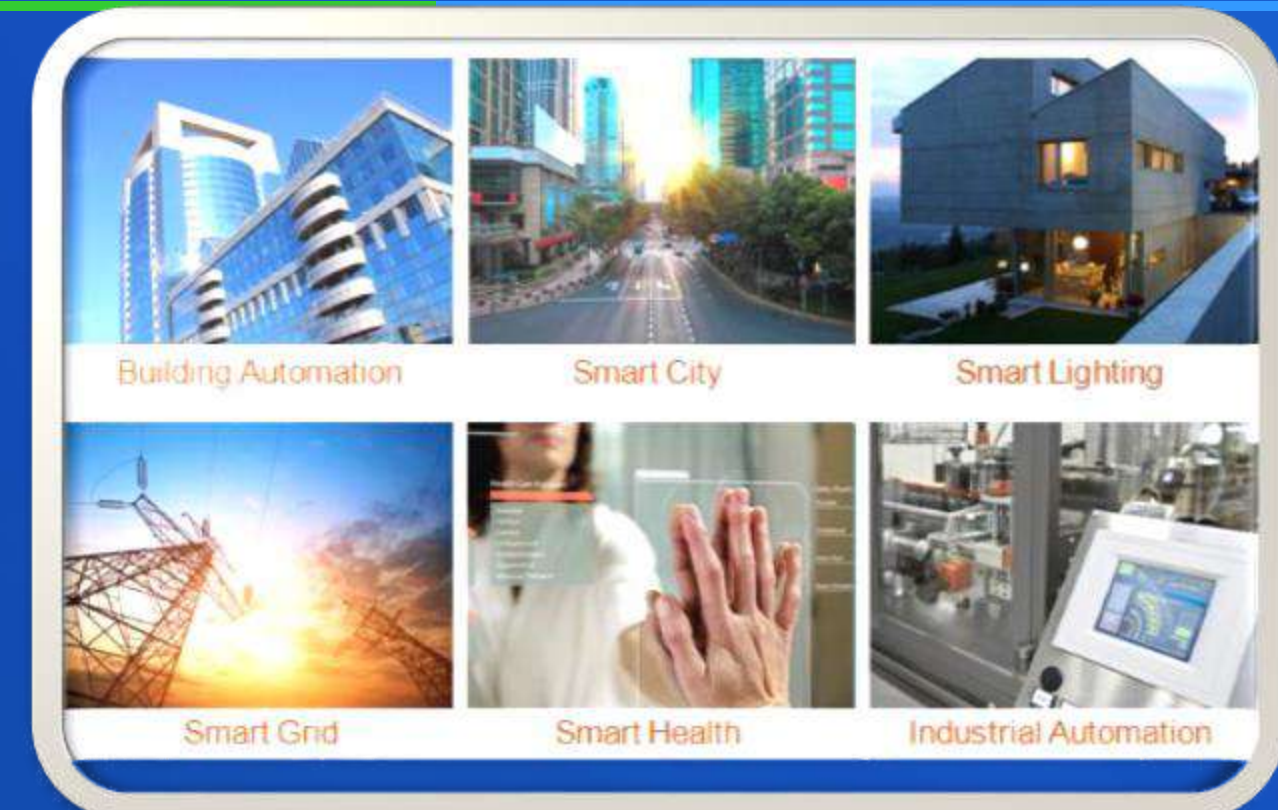 Building Automation
Smart City
Smart Lighting
Smart Grid
Smart Health
Industrial Automation